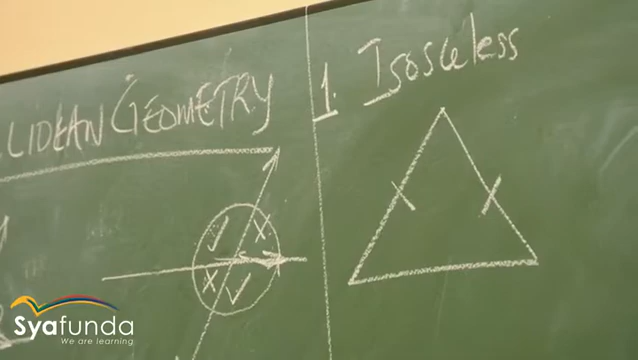 LIDEAN GEOMETRY
1. Isosceless
✓ X
X ✓
Syafunda
We are learning